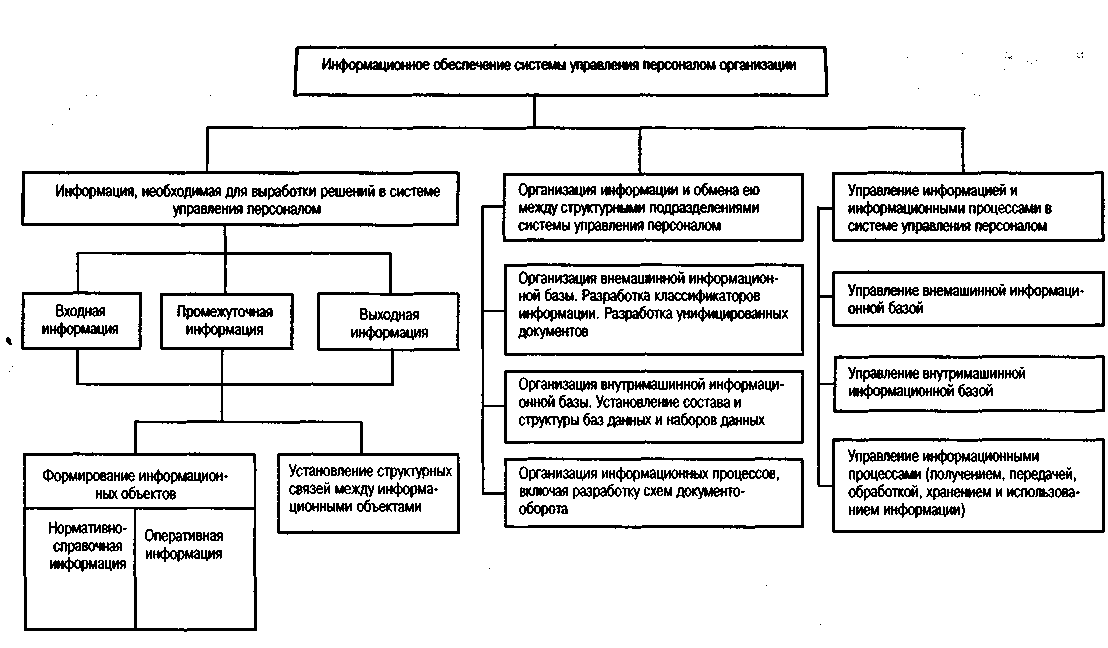 Информационное обеспечение системы управления персоналом организации
Информация, необходимая для выработки решений в системе
управления персоналом
Входная
информация
Промежуточная
информация
Выходная
информация
Формирование информацион-
ных объектов
Нормативно-
справочная
информация
Оперативная
информация
Установление структурных
связей между информа-
ционными объектами
Организация информации и обмена ею
между структурными подразделениями
системы управления персоналом
Организация внемашинной информацион-
ной базы. Разработка классификаторов
информации. Разработка унифицированных
документов
Организация внутримашинной информаци-
онной базы. Установление состава и
структуры баз данных и наборов данных
Организация информационных процессов,
включая разработку схем документо-
оборота
Управление информацией и
информационными процессами в
системе управления персоналом
Управление внемашинной информаци-
онной базой
Управление внутримашинной
информационной базой
Управление информационными
процессами (получением, передачей,
обработкой, хранением и использова-
нием информации)